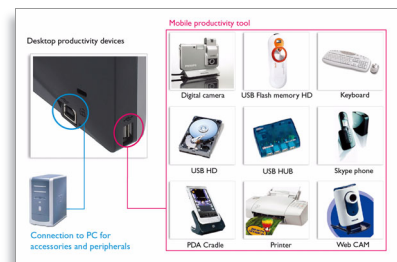 Mobile productivity tool
Desktop productivity devices
Digital camera
USB Flash memory HD
Keyboard
USB HD
USB HUB
Skype phone
Connection to PC for
accessories and peripherals
PDA Cradle
Printer
Web CAM